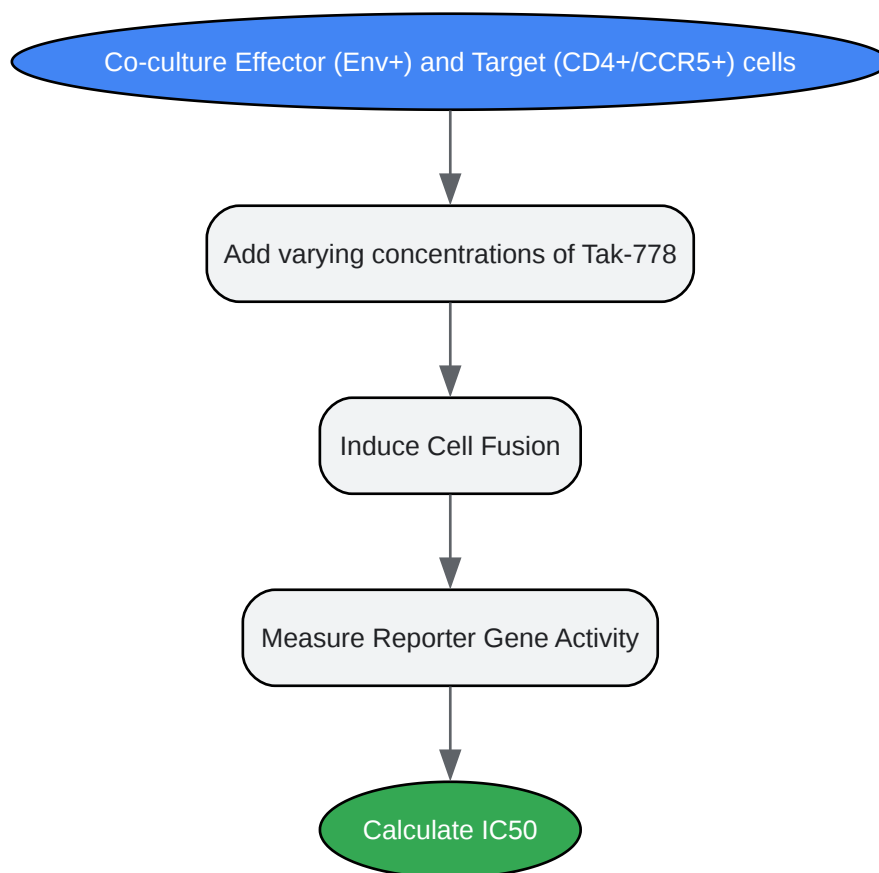 Co-culture Effector (Env+) and Target (CD4+/CCR5+) cells
Add varying concentrations of Tak-778
Induce Cell Fusion
Measure Reporter Gene Activity
Calculate IC50